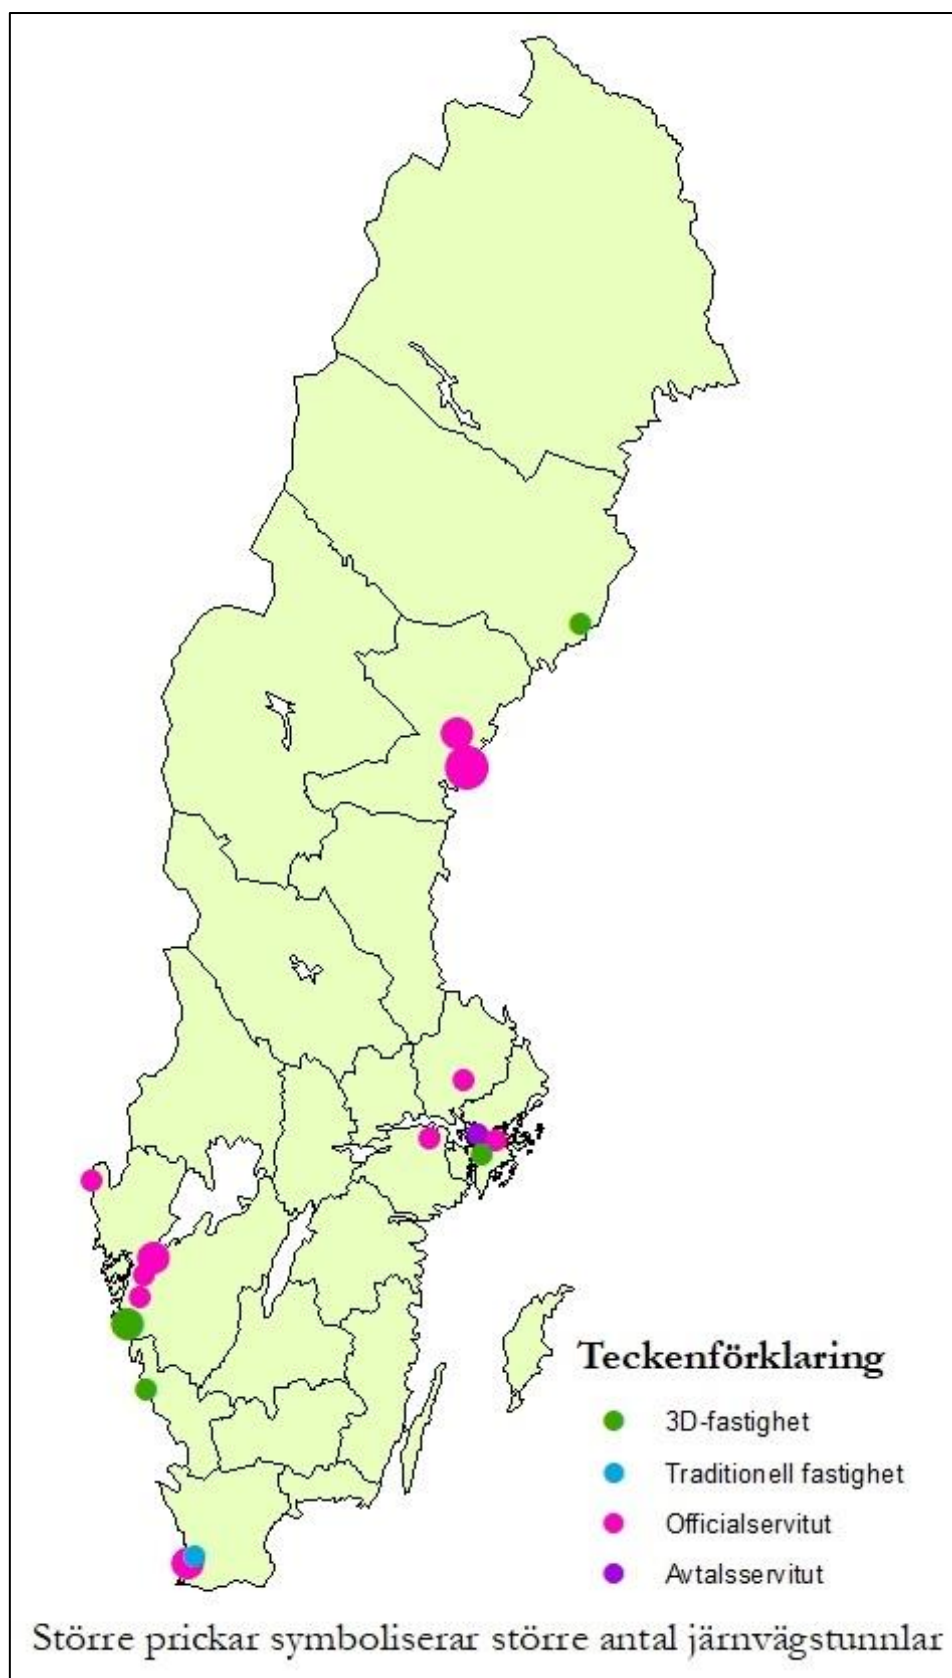 Teckenförklaring
3D-fastighet
Traditionell fastighet
Officialservitut
Avtalsservitut
Större prickar symboliserar större antal järnvägstunnlar